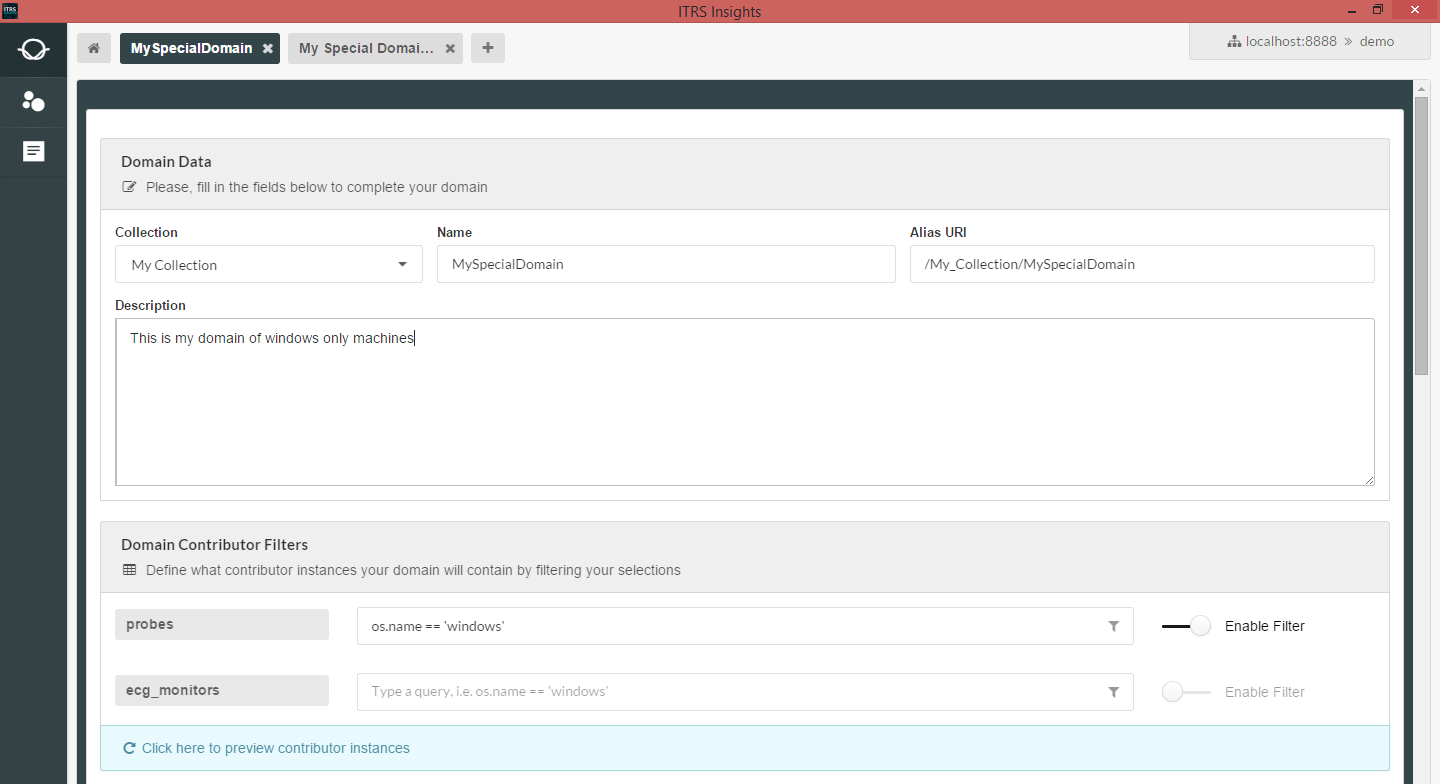 ITRS
ITRS Insights
MySpecialDomain
My Special Domai...
localhost:8888 » demo
Domain Data
Please, fill in the fields below to complete your domain
Collection Name Alias URI
My Collection MySpecialDomain /My_Collection/MySpecialDomain
Description
This is my domain of windows only machines
Domain Contributor Filters
Define what contributor instances your domain will contain by filtering your selections
probes os.name == 'windows' Enable Filter
ecg_monitors Type a query, i.e. os.name == 'windows' Enable Filter
Click here to preview contributor instances